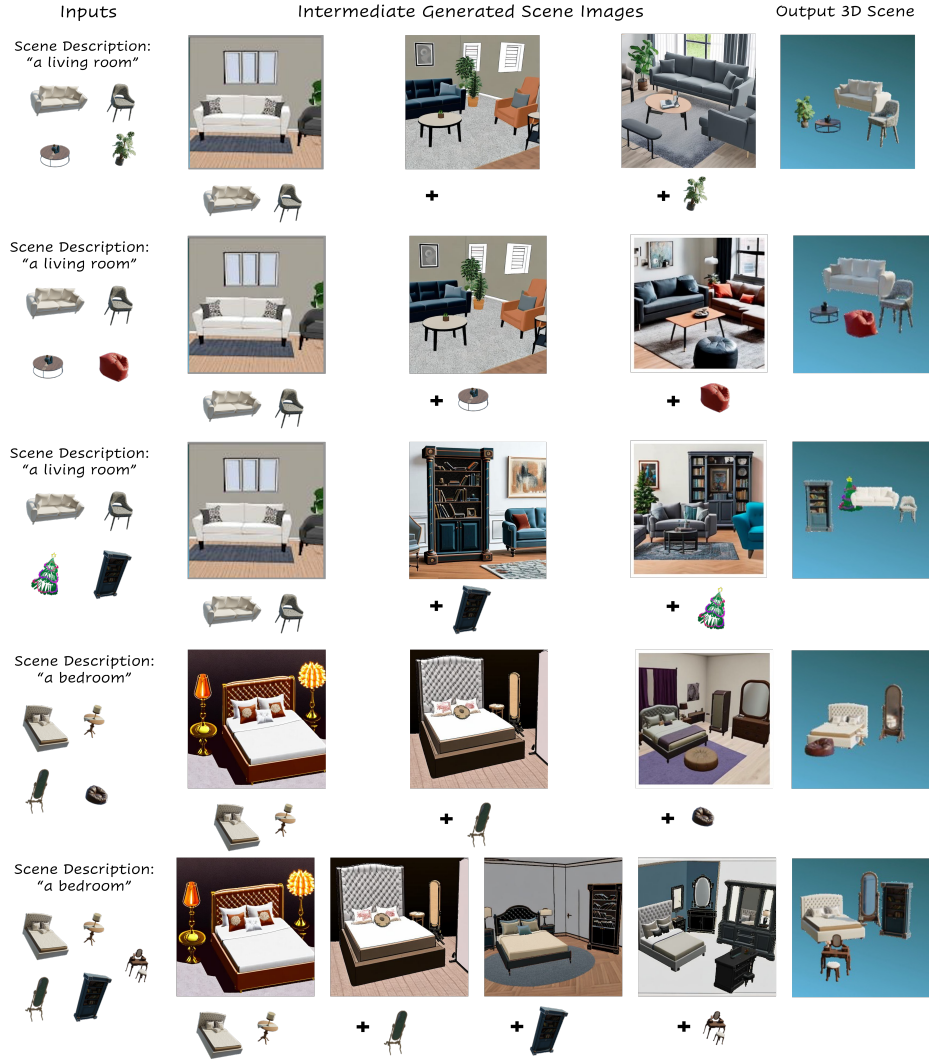 Inputs
Intermediate Generated Scene Images
Output 3D Scene
Scene Description:
“a living room”
+
+
Scene Description:
“a living room”
+
+
Scene Description:
“a living room”
+
+
Scene Description:
“a bedroom”
+
+
Scene Description:
“a bedroom”
+
+
+